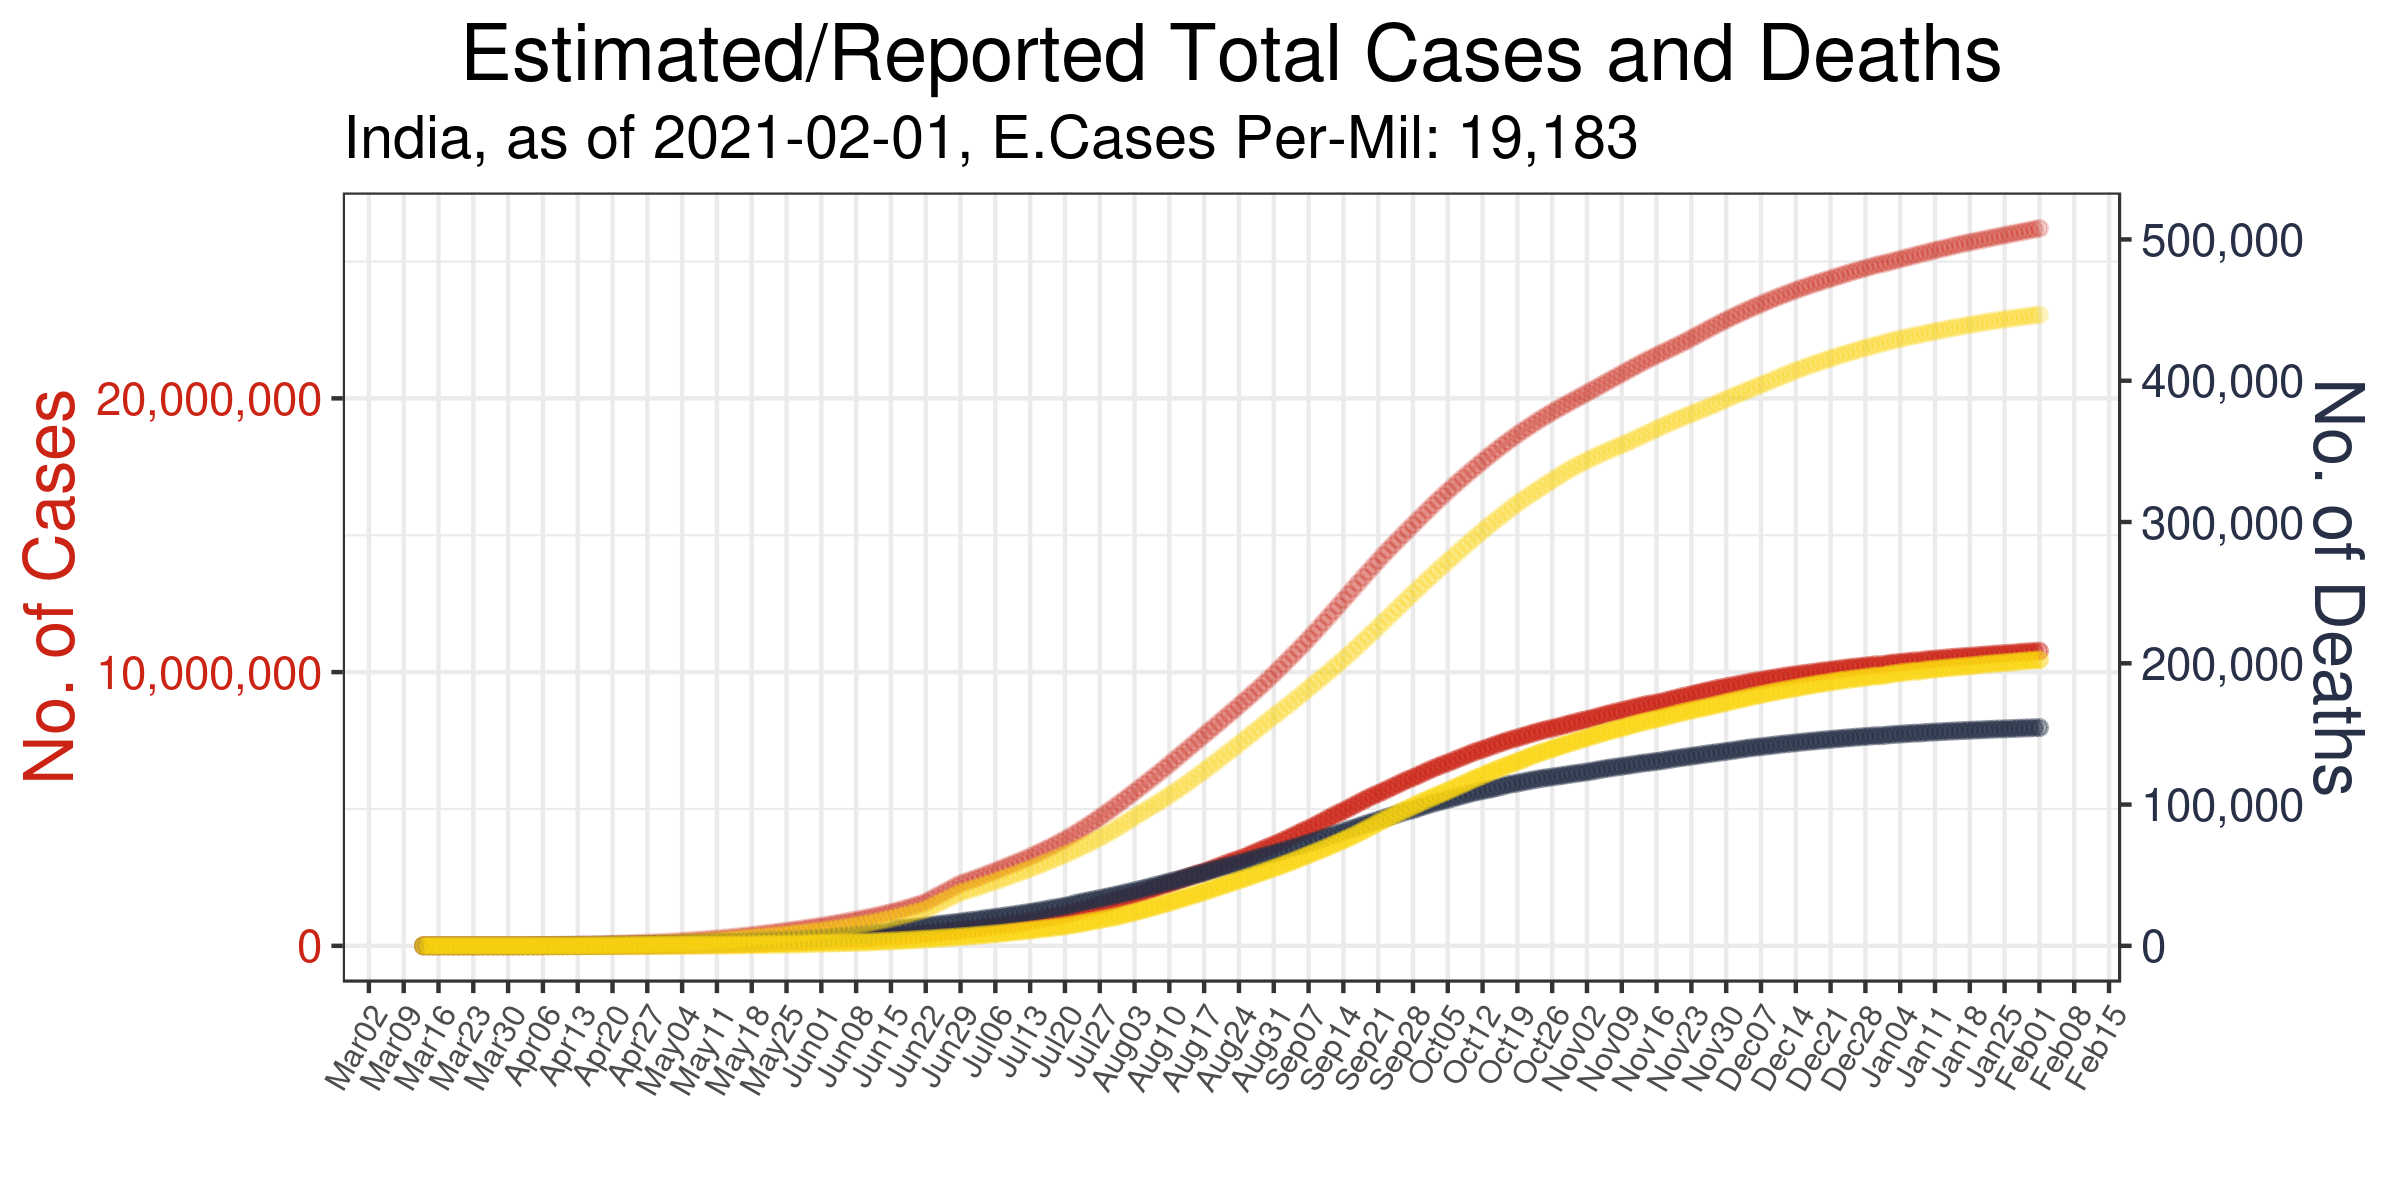 Estimated/Reported Total Cases and Deaths
India, as of 2021-02-01, E.Cases Per-Mil: 19,183
No. of Cases
20,000,000
10,000,000
0
500,000
400,000
300,000
200,000
100,000
0
No. of Deaths
Mar02
Mar09
Mar16
Mar23
Mar30
Apr06
Apr13
Apr20
Apr27
May04
May11
May18
May25
Jun01
Jun08
Jun15
Jun22
Jun29
Jul06
Jul13
Jul20
Jul27
Aug03
Aug10
Aug17
Aug24
Aug31
Sep07
Sep14
Sep21
Sep28
Oct05
Oct12
Oct19
Oct26
Nov02
Nov09
Nov16
Nov23
Nov30
Dec07
Dec14
Dec21
Dec28
Jan04
Jan11
Jan18
Jan25
Feb01
Feb08
Feb15